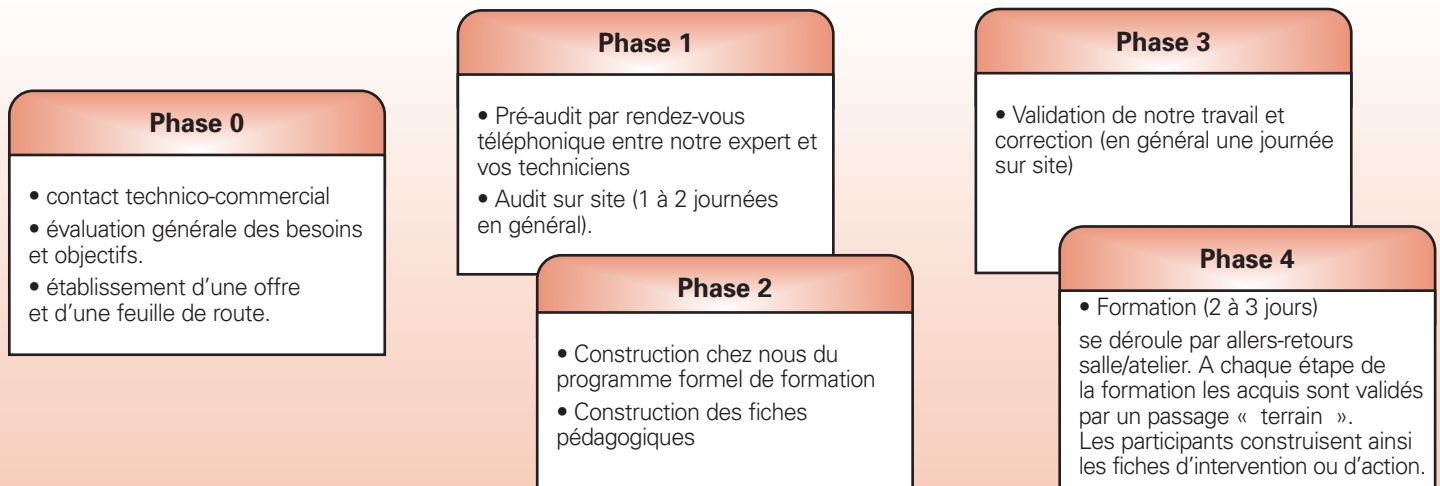 Phase 0
• contact technico-commercial
• évaluation générale des besoins
et objectifs.
• établissement d’une offre
et d’une feuille de route.
Phase 1
• Pré-audit par rendez-vous
téléphonique entre notre expert et
vos techniciens
• Audit sur site (1 à 2 journées
en général).
Phase 2
• Construction chez nous du
programme formel de formation
• Construction des fiches
pédagogiques
Phase 3
• Validation de notre travail et
correction (en général une journée
sur site)
Phase 4
• Formation (2 à 3 jours)
se déroule par allers-retours
salle/atelier. A chaque étape de
la formation les acquis sont validés
par un passage « terrain ».
Les participants construisent ainsi
les fiches d’intervention ou d’action.